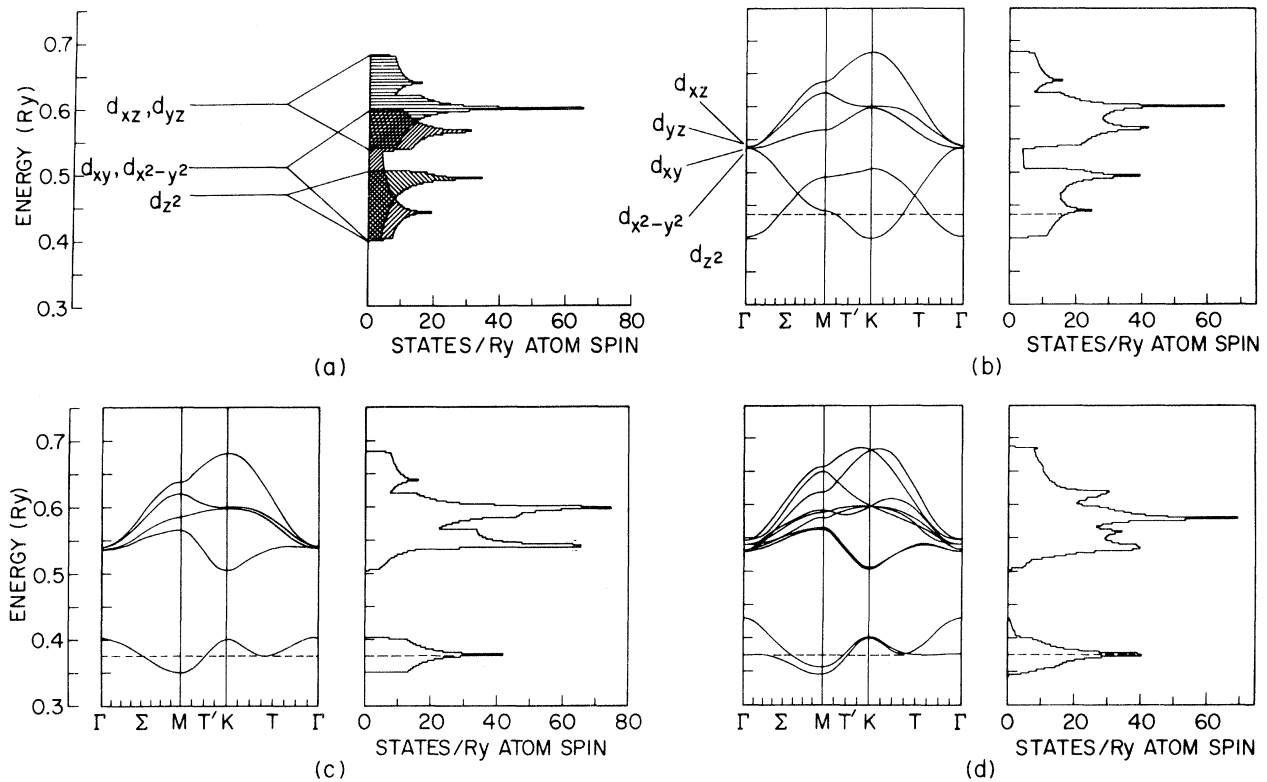 ENERGY (Ry)
0.7
0.6
0.5
0.4
0.3
d_xz , d_yz
d_xy , d_x²−y²
d_z²
0 20 40 60 80
STATES/Ry ATOM SPIN
(a)
d_xz
d_yz
d_xy
d_x²−y²
d_z²
Γ Σ M T′ K T Γ
0 20 40 60
STATES/Ry ATOM SPIN
(b)
ENERGY (Ry)
0.7
0.6
0.5
0.4
0.3
Γ Σ M T′ K T Γ
0 20 40 60 80
STATES/Ry ATOM SPIN
(c)
Γ Σ M T′ K T Γ
0 20 40 60
STATES/Ry ATOM SPIN
(d)